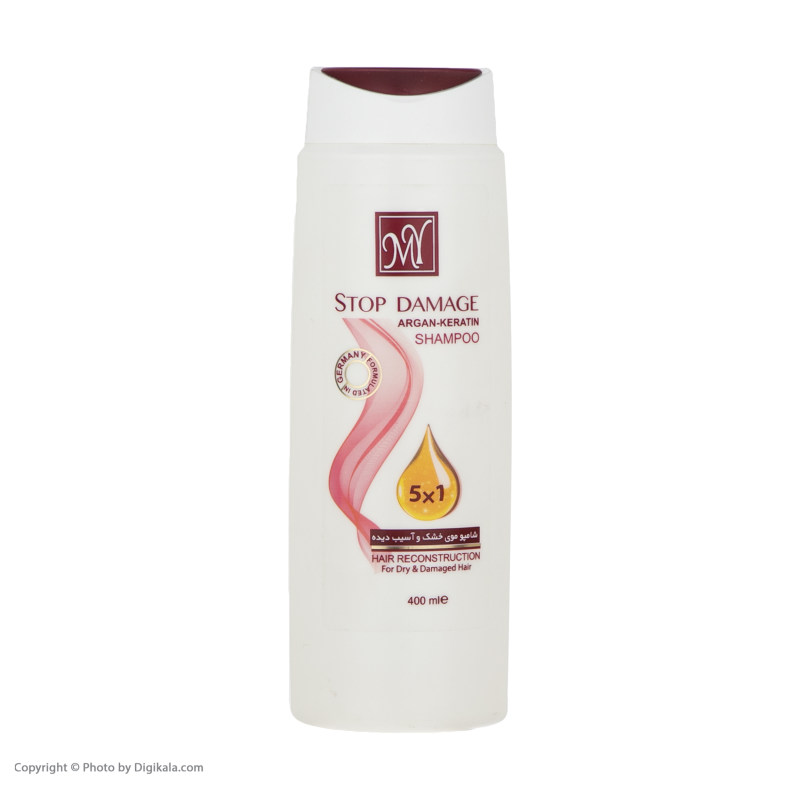 MY
STOP DAMAGE
ARGAN-KERATIN
SHAMPOO
FORMULATED IN GERMANY
5x1
شامپو موی خشک و آسیب دیده
HAIR RECONSTRUCTION
For Dry & Damaged Hair
400 ml e
Copyright © Photo by Digikala.com